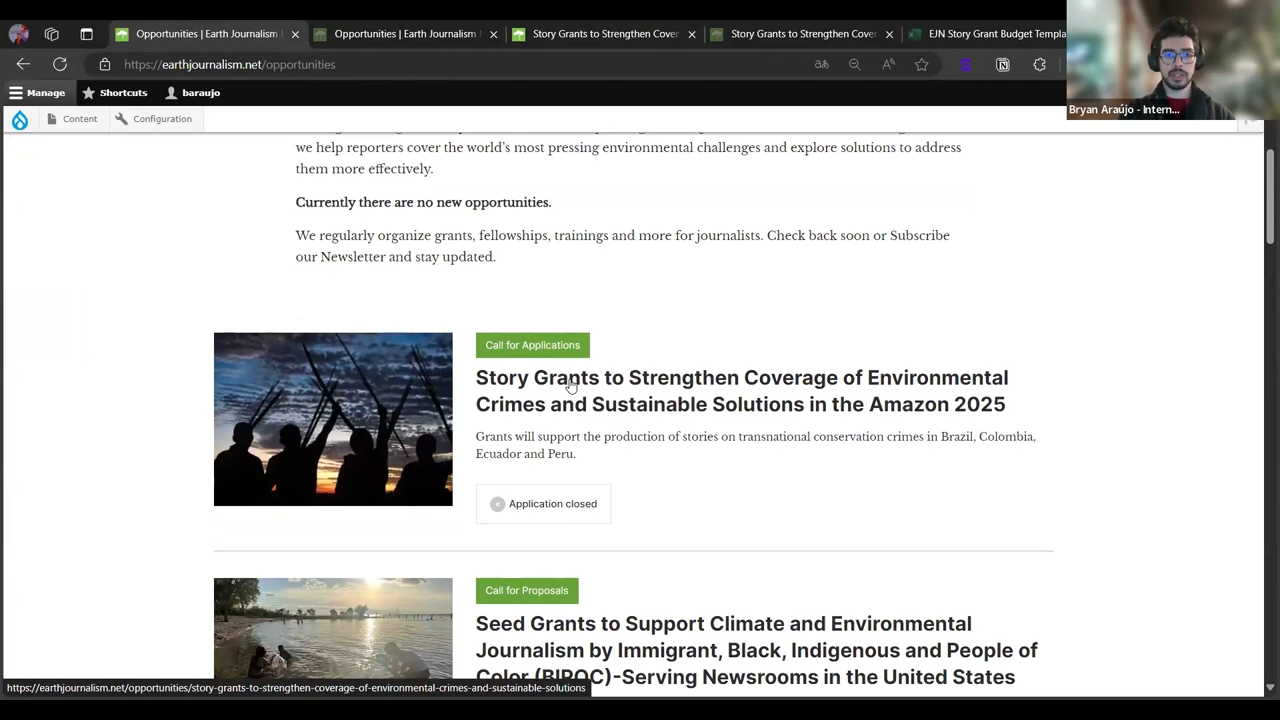 Opportunities | Earth Journalism
Opportunities | Earth Journalism
Story Grants to Strengthen Cover
Story Grants to Strengthen Cover
EJN Story Grant Budget Templa
https://earthjournalism.net/opportunities
Manage
Shortcuts
baraujo
Bryan Araújo - Intern...
Content
Configuration
we help reporters cover the world's most pressing environmental challenges and explore solutions to address
them more effectively.
Currently there are no new opportunities.
We regularly organize grants, fellowships, trainings and more for journalists. Check back soon or Subscribe
our Newsletter and stay updated.
Call for Applications
Story Grants to Strengthen Coverage of Environmental
Crimes and Sustainable Solutions in the Amazon 2025
Grants will support the production of stories on transnational conservation crimes in Brazil, Colombia,
Ecuador and Peru.
Application closed
Call for Proposals
Seed Grants to Support Climate and Environmental
Journalism by Immigrant, Black, Indigenous and People of
Color (BIPOC)-Serving Newsrooms in the United States
https://earthjournalism.net/opportunities/story-grants-to-strengthen-coverage-of-environmental-crimes-and-sustainable-solutions